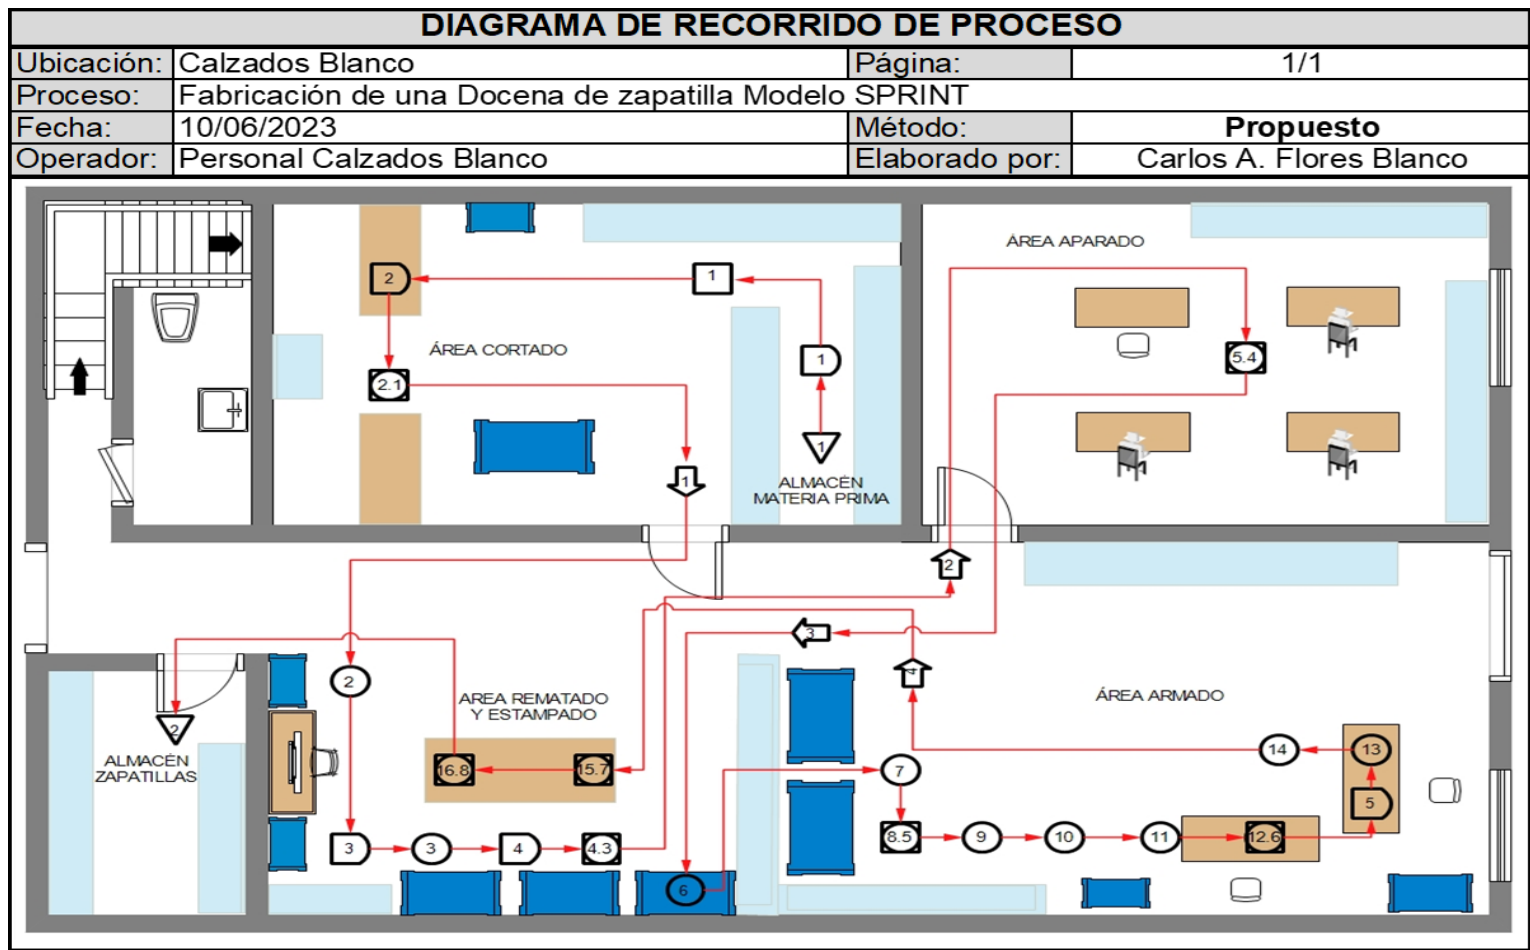 DIAGRAMA DE RECORRIDO DE PROCESO
Ubicación: Calzados Blanco Página: 1/1
Proceso: Fabricación de una Docena de zapatilla Modelo SPRINT
Fecha: 10/06/2023 Método: Propuesto
Operador: Personal Calzados Blanco Elaborado por: Carlos A. Flores Blanco
ÁREA APARADO
2
1
ÁREA CORTADO
1
5.4
2.1
1
1
ALMACÉN
MATERIA PRIMA
2
3
4
2
AREA REMATADO
Y ESTAMPADO
ÁREA ARMADO
2
ALMACÉN
ZAPATILLAS
16.8
15.7
7
14
13
5
3
3
4
4.3
8.5
9
10
11
12.6
6